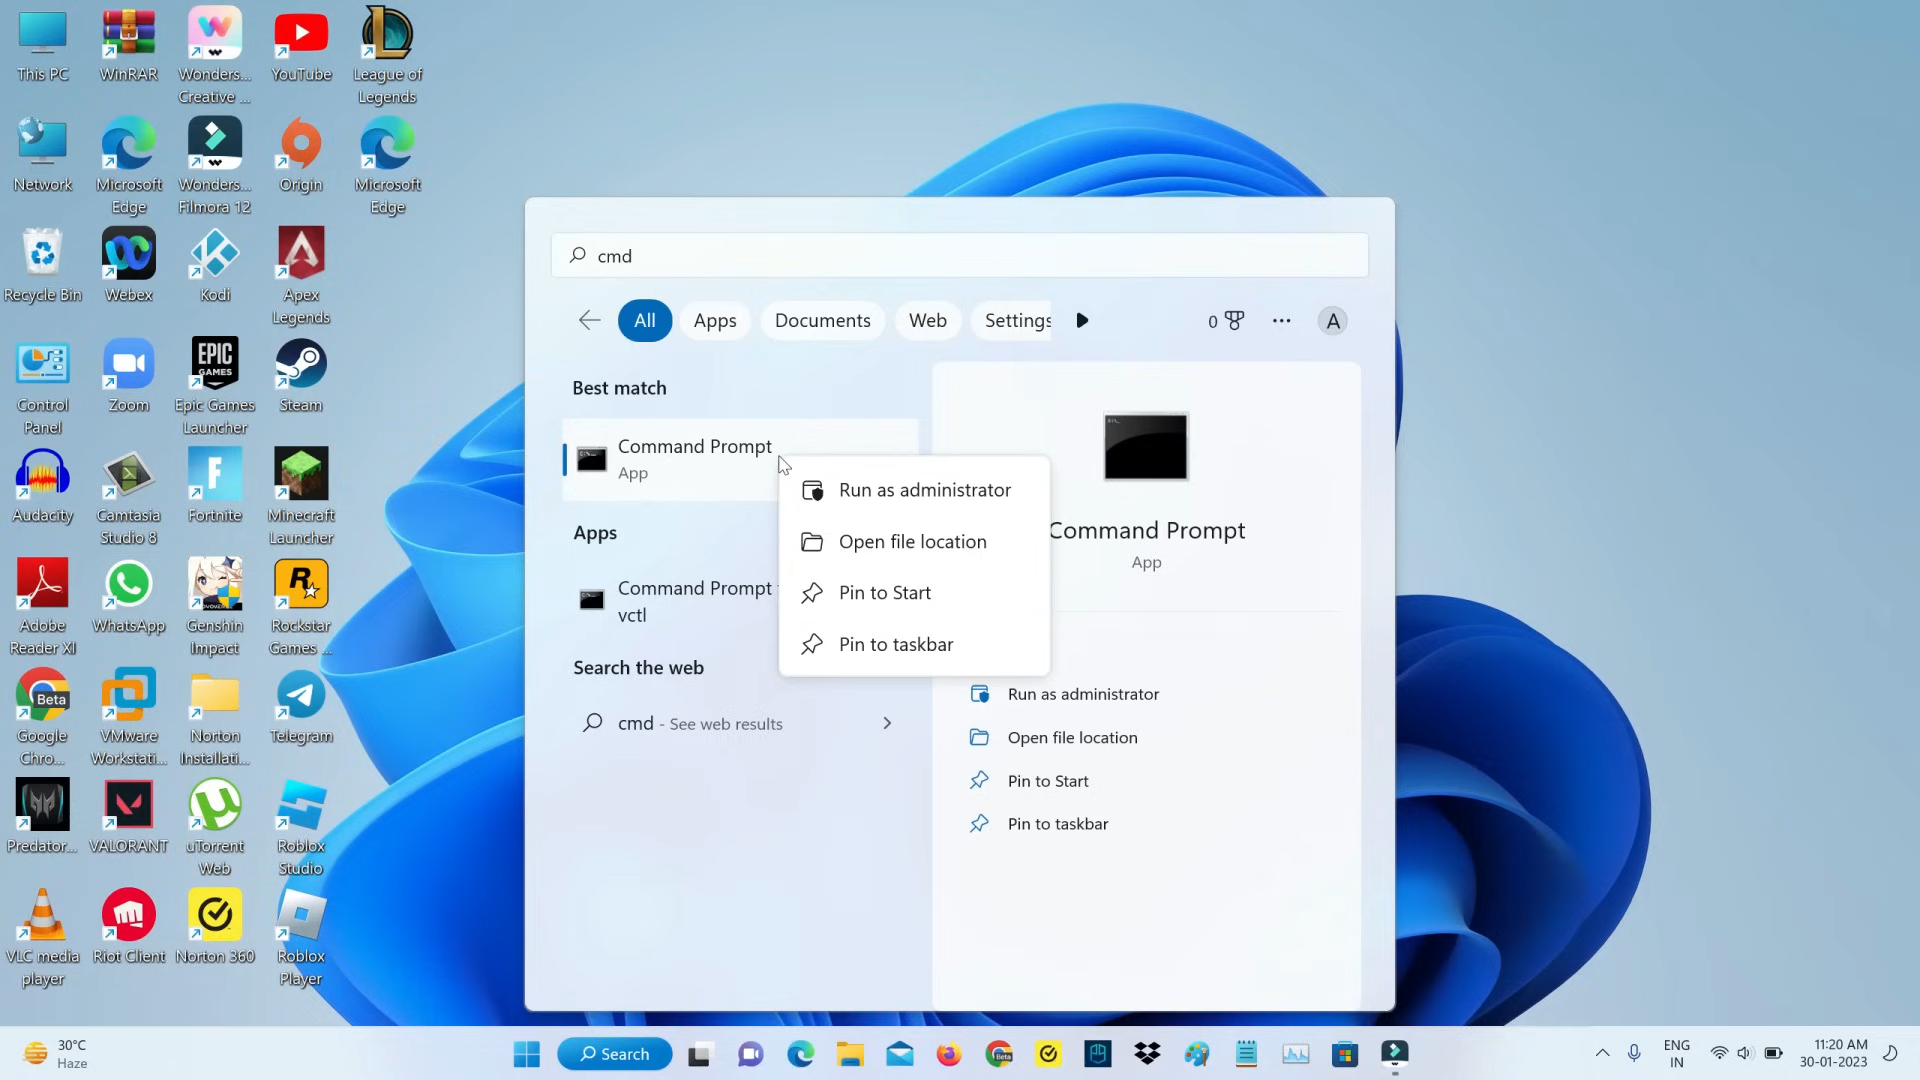 This PC
WinRAR
Wonders...
Creative ...
YouTube
League of
Legends
Network
Microsoft
Edge
Wonders...
Filmora 12
Origin
Microsoft
Edge
Recycle Bin
Webex
Kodi
Apex
Legends
Control
Panel
Zoom
EPIC
GAMES
Epic Games
Launcher
Steam
Audacity
Camtasia
Studio 8
F
Fortnite
Minecraft
Launcher
Adobe
Reader XI
WhatsApp
Genshin
Impact
R
Rockstar
Games ...
Beta
Google
Chro...
VMware
Workstati...
Norton
Installati...
Telegram
Predator...
VALORANT
uTorrent
Web
Roblox
Studio
VLC media
player
Riot Client
Norton 360
Roblox
Player
cmd
All
Apps
Documents
Web
Settings
0
A
Best match
Command Prompt
App
Apps
Command Prompt
vctl
Search the web
cmd - See web results
Run as administrator
Open file location
Pin to Start
Pin to taskbar
Command Prompt
App
Run as administrator
Open file location
Pin to Start
Pin to taskbar
30°C
Haze
Search
Beta
ENG
IN
11:20 AM
30-01-2023